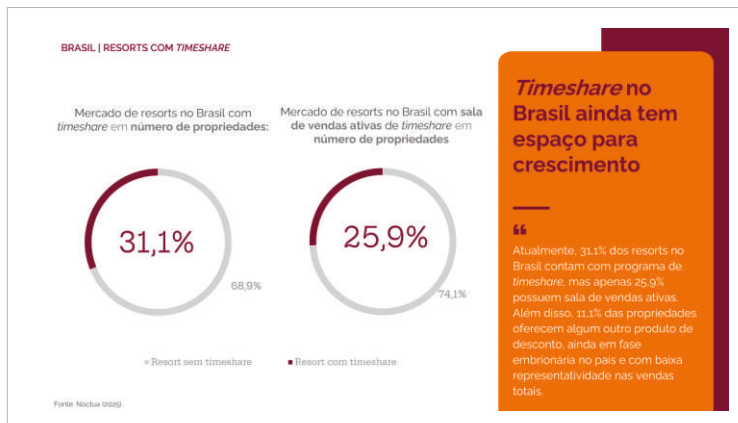 BRASIL | RESORTS COM TIMESHARE
Mercado de resorts no Brasil com
timeshare em número de propriedades:
31,1%
68,9%
Mercado de resorts no Brasil com sala
de vendas ativas de timeshare em
número de propriedades
25,9%
74,1%
Resort sem timeshare
Resort com timeshare
Fonte: Noctua (2025).
Timeshare no
Brasil ainda tem
espaço para
crescimento
“
Atualmente, 31,1% dos resorts no
Brasil contam com programa de
timeshare, mas apenas 25,9%
possuem sala de vendas ativas.
Além disso, 11,1% das propriedades
oferecem algum outro produto de
desconto, ainda em fase
embrionária no país e com baixa
representatividade nas vendas
totais.